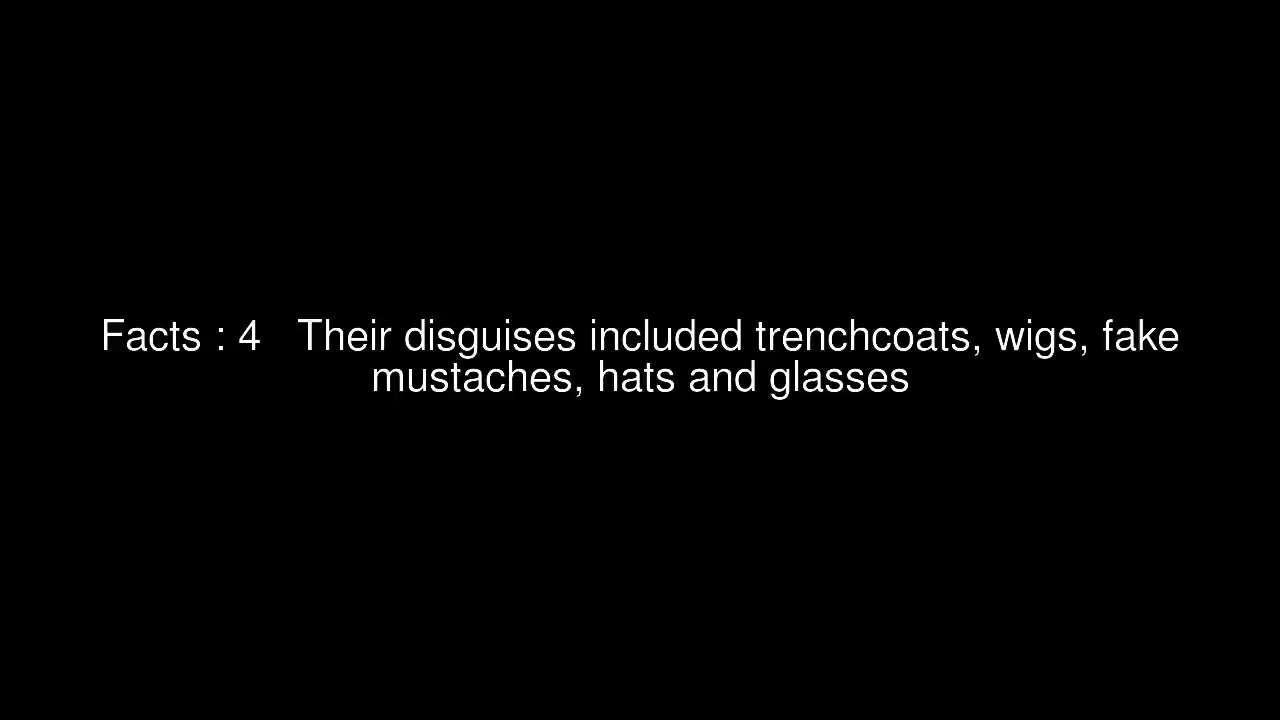 Facts : 4   Their disguises included trenchcoats, wigs, fake
mustaches, hats and glasses